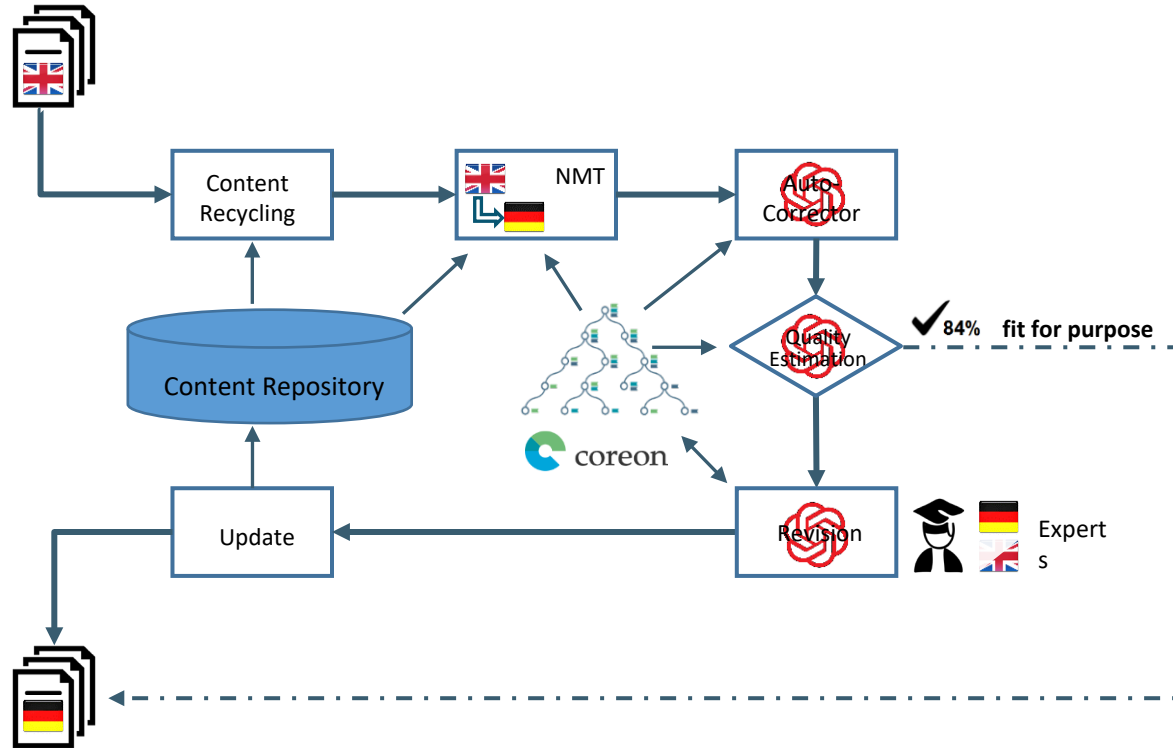 Content
Recycling
NMT
Auto-
Corrector
84% fit for purpose
Quality
Estimation
Content Repository
coreon
Update
Revision
Expert
s